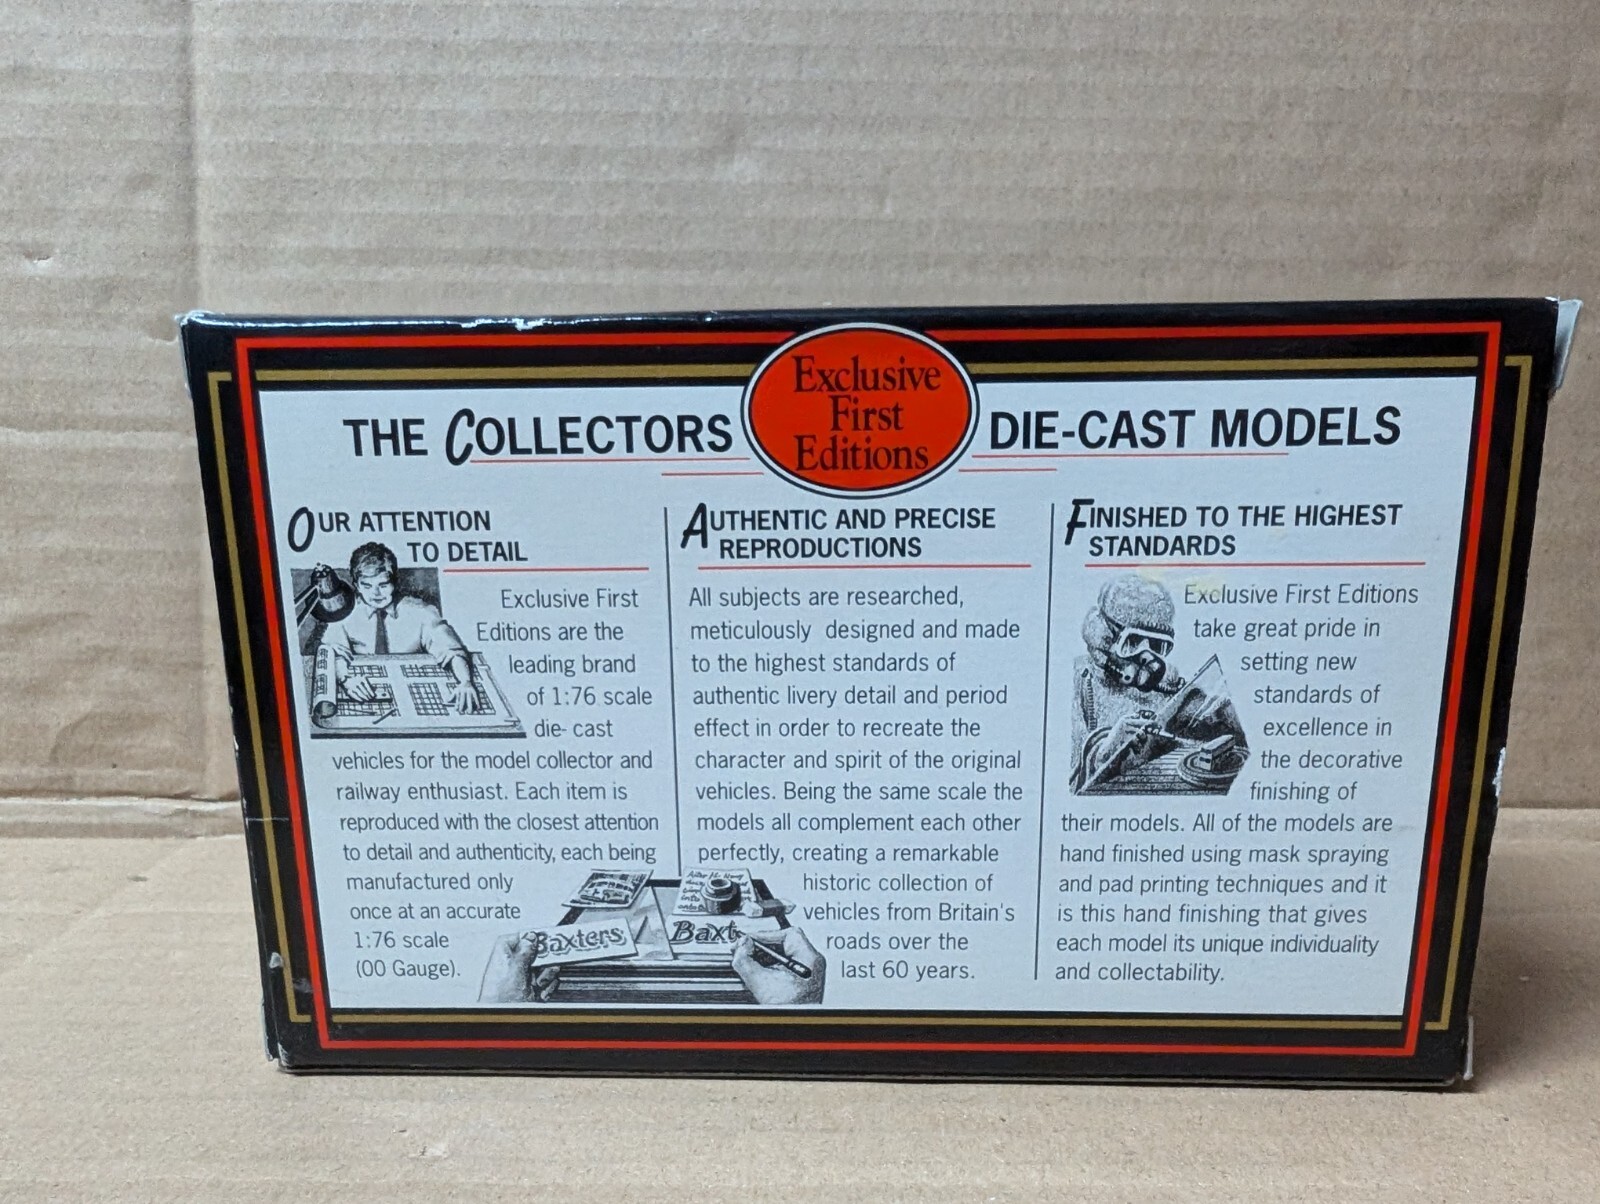 THE COLLECTORS
Exclusive
First
Editions
DIE-CAST MODELS
OUR ATTENTION
TO DETAIL
Exclusive First
Editions are the
leading brand
of 1:76 scale
die- cast
vehicles for the model collector and
railway enthusiast. Each item is
reproduced with the closest attention
to detail and authenticity, each being
manufactured only
once at an accurate
1:76 scale
(00 Gauge).
AUTHENTIC AND PRECISE
REPRODUCTIONS
All subjects are researched,
meticulously designed and made
to the highest standards of
authentic livery detail and period
effect in order to recreate the
character and spirit of the original
vehicles. Being the same scale the
models all complement each other
perfectly, creating a remarkable
historic collection of
vehicles from Britain's
roads over the
last 60 years.
Baxters
Baxt
FINISHED TO THE HIGHEST
STANDARDS
Exclusive First Editions
take great pride in
setting new
standards of
excellence in
the decorative
finishing of
their models. All of the models are
hand finished using mask spraying
and pad printing techniques and it
is this hand finishing that gives
each model its unique individuality
and collectability.